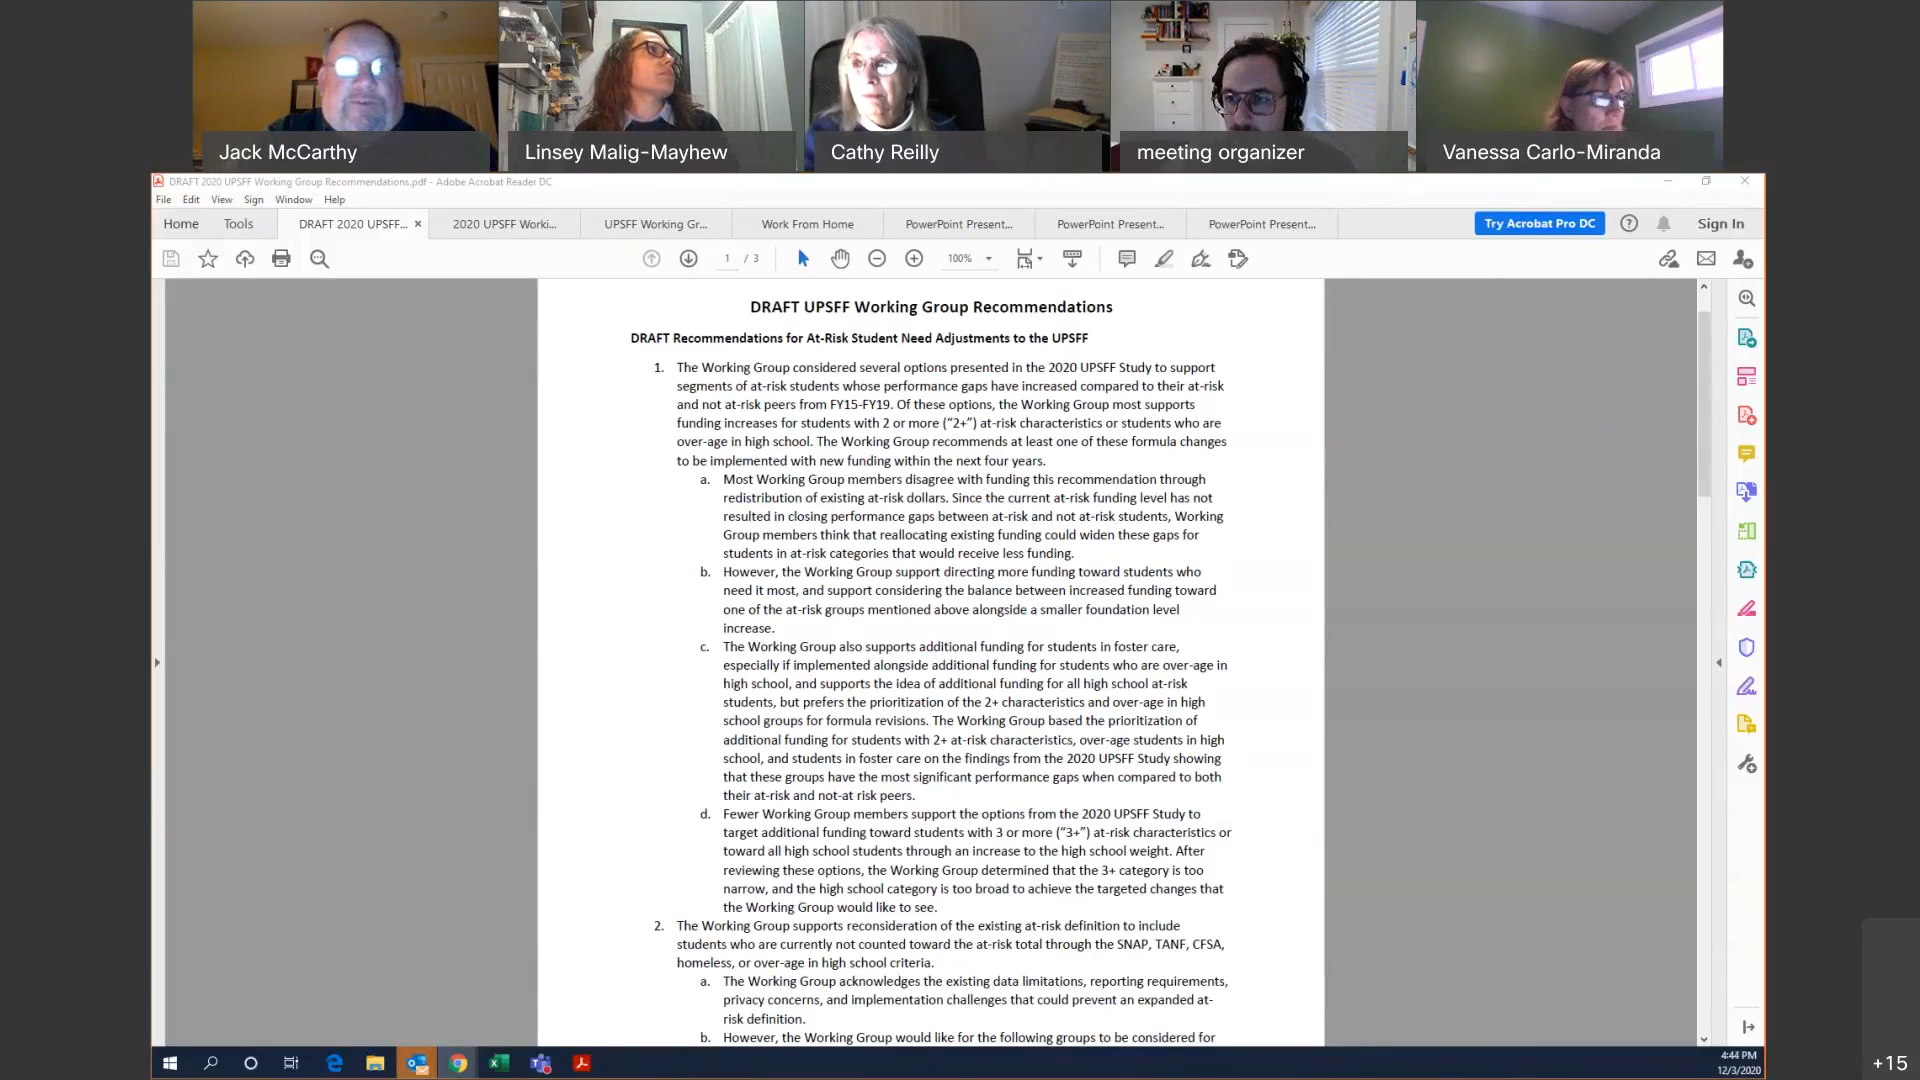 Jack McCarthy
Linsey Malig-Mayhew
Cathy Reilly
meeting organizer
Vanessa Carlo-Miranda
DRAFT 2020 UPSFF Working Group Recommendations.pdf - Adobe Acrobat Reader DC
File Edit View Sign Window Help
Home Tools DRAFT 2020 UPSFF... × 2020 UPSFF Worki... UPSFF Working Gr... Work From Home PowerPoint Present... PowerPoint Present... PowerPoint Present... Try Acrobat Pro DC Sign In
1 / 3 100%
DRAFT UPSFF Working Group Recommendations
DRAFT Recommendations for At-Risk Student Need Adjustments to the UPSFF
1. The Working Group considered several options presented in the 2020 UPSFF Study to support
segments of at-risk students whose performance gaps have increased compared to their at-risk
and not at-risk peers from FY15-FY19. Of these options, the Working Group most supports
funding increases for students with 2 or more (“2+”) at-risk characteristics or students who are
over-age in high school. The Working Group recommends at least one of these formula changes
to be implemented with new funding within the next four years.
a. Most Working Group members disagree with funding this recommendation through
redistribution of existing at-risk dollars. Since the current at-risk funding level has not
resulted in closing performance gaps between at-risk and not at-risk students, Working
Group members think that reallocating existing funding could widen these gaps for
students in at-risk categories that would receive less funding.
b. However, the Working Group support directing more funding toward students who
need it most, and support considering the balance between increased funding toward
one of the at-risk groups mentioned above alongside a smaller foundation level
increase.
c. The Working Group also supports additional funding for students in foster care,
especially if implemented alongside additional funding for students who are over-age in
high school, and supports the idea of additional funding for all high school at-risk
students, but prefers the prioritization of the 2+ characteristics and over-age in high
school groups for formula revisions. The Working Group based the prioritization of
additional funding for students with 2+ at-risk characteristics, over-age students in high
school, and students in foster care on the findings from the 2020 UPSFF Study showing
that these groups have the most significant performance gaps when compared to both
their at-risk and not-at risk peers.
d. Fewer Working Group members support the options from the 2020 UPSFF Study to
target additional funding toward students with 3 or more (“3+”) at-risk characteristics or
toward all high school students through an increase to the high school weight. After
reviewing these options, the Working Group determined that the 3+ category is too
narrow, and the high school category is too broad to achieve the targeted changes that
the Working Group would like to see.
2. The Working Group supports reconsideration of the existing at-risk definition to include
students who are currently not counted toward the at-risk total through the SNAP, TANF, CFSA,
homeless, or over-age in high school criteria.
a. The Working Group acknowledges the existing data limitations, reporting requirements,
privacy concerns, and implementation challenges that could prevent an expanded at-
risk definition.
b. However, the Working Group would like for the following groups to be considered for
4:44 PM
12/3/2020
+15